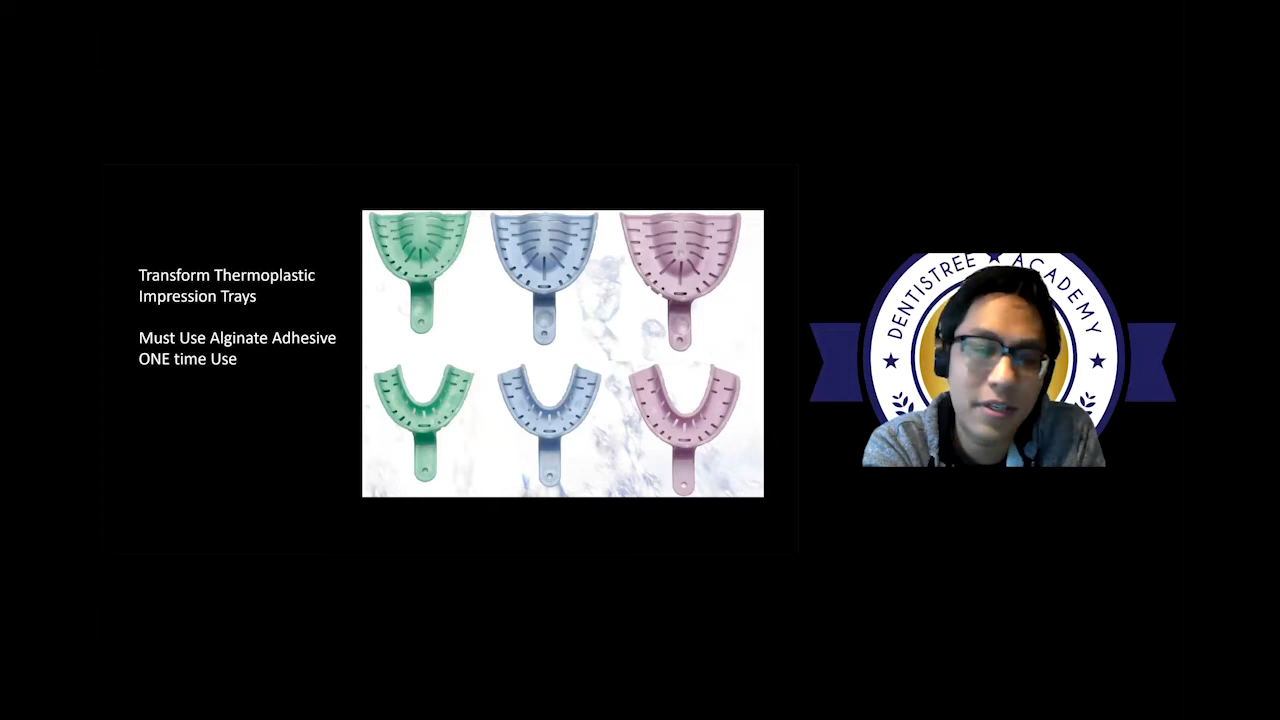 Transform Thermoplastic
Impression Trays
Must Use Alginate Adhesive
ONE time Use
DENTISTREE ★ ACADEMY